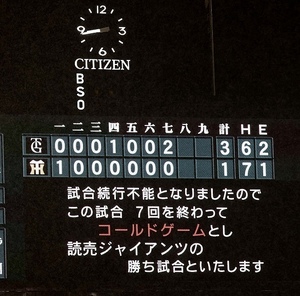 CITIZEN
B
S
O
一 二 三 四 五 六 七 八 九 計 H E
G 0 0 0 1 0 0 2 3 6 2
HT 1 0 0 0 0 0 0 1 7 1
試合続行不能となりましたので
この試合 7回を終わって
コールドゲームとし
読売ジャイアンツの
勝ち試合といたします